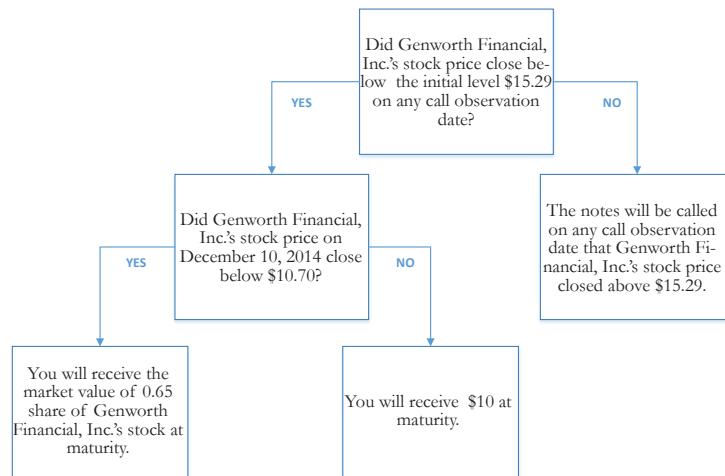 Did Genworth Financial,
Inc.'s stock price close be-
low the initial level $15.29
on any call observation
date?
YES
NO
Did Genworth Financial,
Inc.'s stock price on
December 10, 2014 close
below $10.70?
The notes will be called
on any call observation
date that Genworth Fi-
nancial, Inc.'s stock price
closed above $15.29.
YES
NO
You will receive the
market value of 0.65
share of Genworth
Financial, Inc.'s stock at
maturity.
You will receive $10 at
maturity.